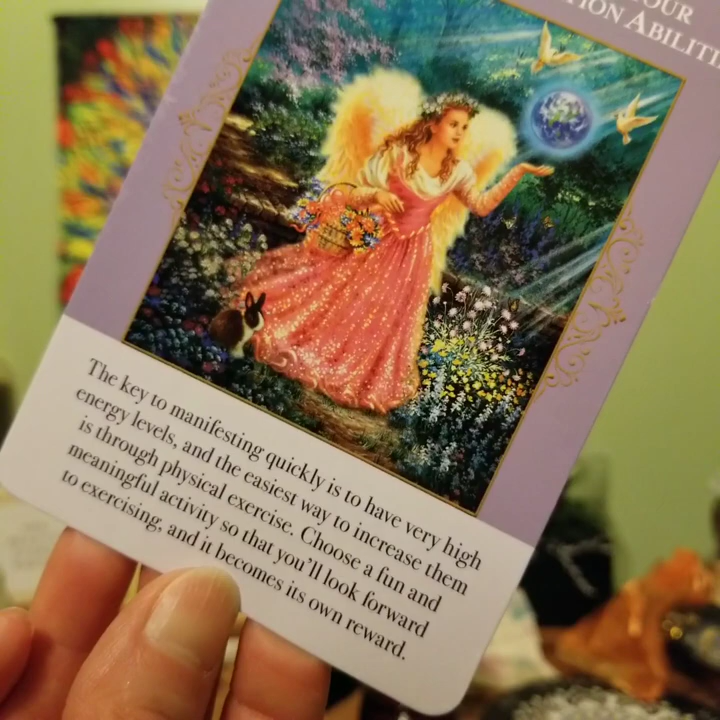 YOUR
ABILITI
The key to manifesting quickly is to have very high
energy levels, and the easiest way to increase them
is through physical exercise. Choose a fun and
meaningful activity so that you'll look forward
to exercising, and it becomes its own reward.